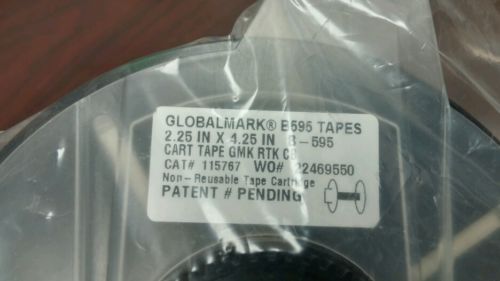 GLOBALMARK® B595 TAPES
2.25 IN X 4.25 IN B-595
CART TAPE GMK RTK
CAT# 115767 WO# 22469550
Non-Reusable Tape Cartridge
PATENT # PENDING